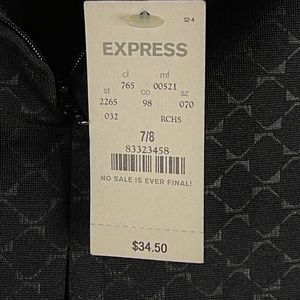 52-4
EXPRESS
cl mf
765 00521
st co sz
2265 98 070
032 RCHS
7/8
83323458
NO SALE IS EVER FINAL!
$34.50